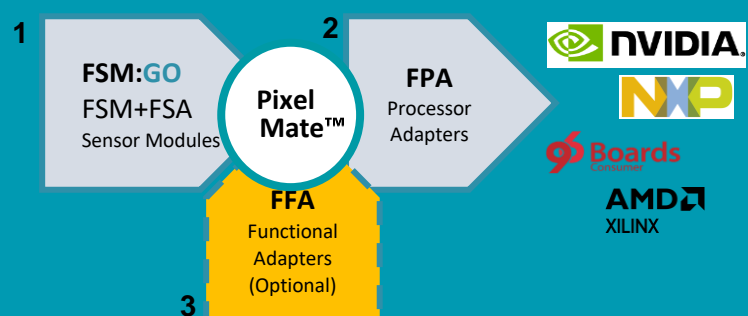 1
FSM:GO
FSM+FSA
Sensor Modules
Pixel
Mate™
2
FPA
Processor
Adapters
3
FFA
Functional
Adapters
(Optional)
NVIDIA.
NXP
96Boards
Consumer
AMD
XILINX